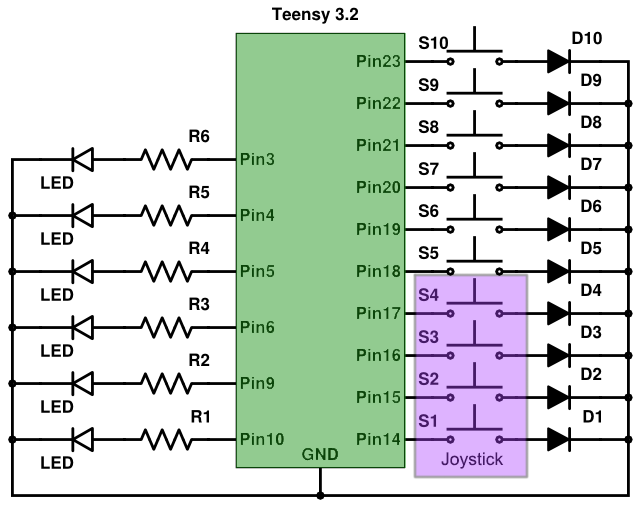 Teensy 3.2
S10 D10
Pin23
S9 D9
Pin22
S8 D8
Pin21
R6 S7 D7
Pin3
LED Pin20
R5 S6 D6
Pin4 Pin19
LED
R4 S5 D5
Pin5 Pin18
LED S4 D4
R3 Pin17
Pin6 S3 D3
LED Pin16
R2 S2 D2
Pin9 Pin15
LED
R1 S1 D1
Pin10 Pin14
GND
LED Joystick